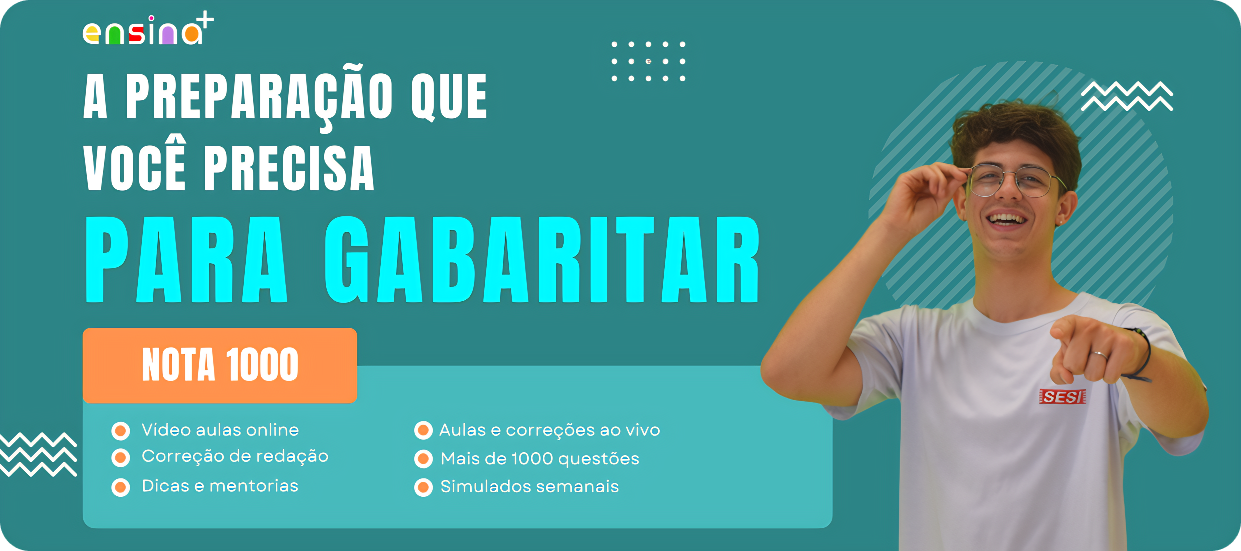 ensina+
A PREPARAÇÃO QUE
VOCÊ PRECISA
PARA GABARITAR
NOTA 1000
Vídeo aulas online
Correção de redação
Dicas e mentorias
Aulas e correções ao vivo
Mais de 1000 questões
Simulados semanais
SESI